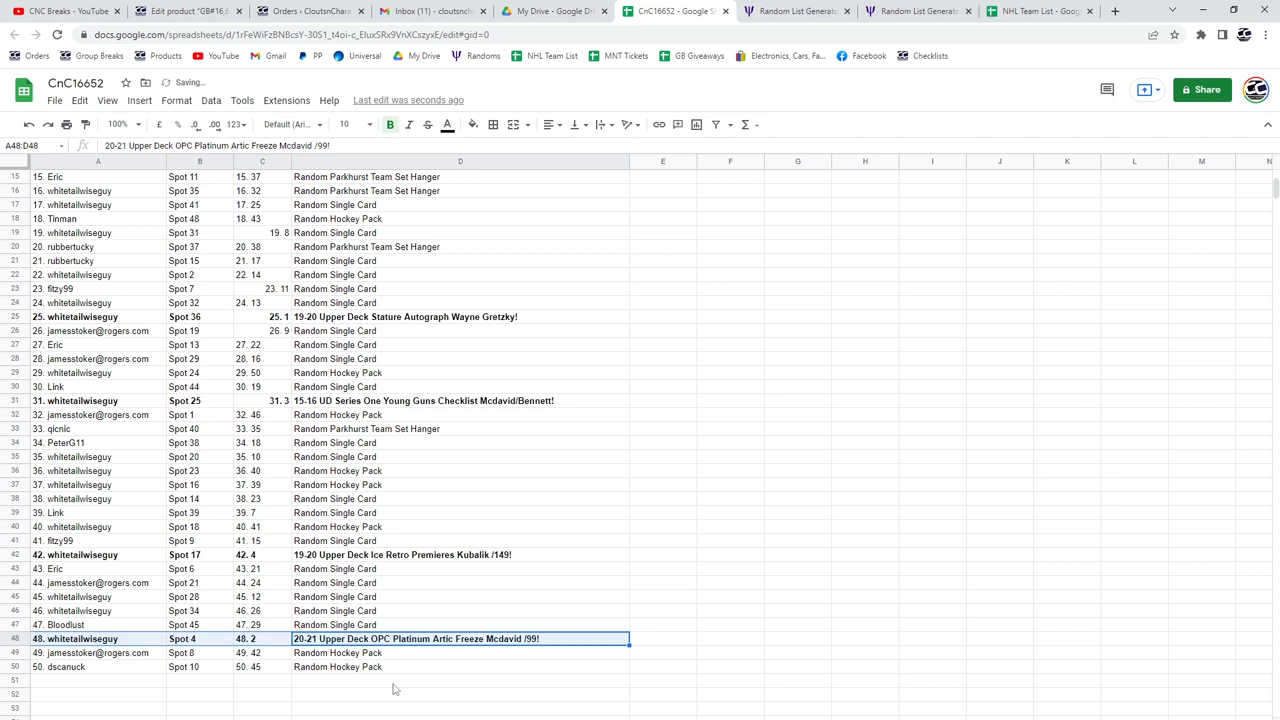 CNC Breaks - YouTube
Edit product "GB#16,6
Orders < CloutsnChara
Inbox (11) - cloutsnch
My Drive - Google Dri
CnC16652 - Google S
Random List Generato
Random List Generato
NHL Team List - Goog
docs.google.com/spreadsheets/d/1rFeWiFzBNBcsY-30S1_t4oi-c_EluxSRx9VnXCszyxE/edit#gid=0
Orders Group Breaks Products YouTube Gmail PP Universal My Drive Randoms NHL Team List MNT Tickets GB Giveaways Electronics, Cars, Fa... Facebook Checklists
CnC16652 Saving...
File Edit View Insert Format Data Tools Extensions Help Last edit was seconds ago
Share
100% £ % .0 .00 123 Default (Ari... 10 B I S A
A48:D48 fx 20-21 Upper Deck OPC Platinum Artic Freeze Mcdavid /99!
A B C D E F G H I J K L M N
15 15. Eric Spot 11 15. 37 Random Parkhurst Team Set Hanger
16 16. whitetailwiseguy Spot 35 16. 32 Random Parkhurst Team Set Hanger
17 17. whitetailwiseguy Spot 41 17. 25 Random Single Card
18 18. Tinman Spot 48 18. 43 Random Hockey Pack
19 19. whitetailwiseguy Spot 31 19. 8 Random Single Card
20 20. rubbertucky Spot 37 20. 38 Random Parkhurst Team Set Hanger
21 21. rubbertucky Spot 15 21. 17 Random Single Card
22 22. whitetailwiseguy Spot 2 22. 14 Random Single Card
23 23. fitzy99 Spot 7 23. 11 Random Single Card
24 24. whitetailwiseguy Spot 32 24. 13 Random Single Card
25 25. whitetailwiseguy Spot 36 25. 1 19-20 Upper Deck Stature Autograph Wayne Gretzky!
26 26. jamesstoker@rogers.com Spot 19 26. 9 Random Single Card
27 27. Eric Spot 13 27. 22 Random Single Card
28 28. jamesstoker@rogers.com Spot 29 28. 16 Random Single Card
29 29. whitetailwiseguy Spot 24 29. 50 Random Hockey Pack
30 30. Link Spot 44 30. 19 Random Single Card
31 31. whitetailwiseguy Spot 25 31. 3 15-16 UD Series One Young Guns Checklist Mcdavid/Bennett!
32 32. jamesstoker@rogers.com Spot 1 32. 46 Random Hockey Pack
33 33. qicnic Spot 40 33. 35 Random Parkhurst Team Set Hanger
34 34. PeterG11 Spot 38 34. 18 Random Single Card
35 35. whitetailwiseguy Spot 20 35. 10 Random Single Card
36 36. whitetailwiseguy Spot 23 36. 40 Random Hockey Pack
37 37. whitetailwiseguy Spot 16 37. 39 Random Hockey Pack
38 38. whitetailwiseguy Spot 14 38. 23 Random Single Card
39 39. Link Spot 39 39. 7 Random Single Card
40 40. whitetailwiseguy Spot 18 40. 41 Random Hockey Pack
41 41. fitzy99 Spot 9 41. 15 Random Single Card
42 42. whitetailwiseguy Spot 17 42. 4 19-20 Upper Deck Ice Retro Premieres Kubalik /149!
43 43. Eric Spot 6 43. 21 Random Single Card
44 44. jamesstoker@rogers.com Spot 21 44. 24 Random Single Card
45 45. whitetailwiseguy Spot 28 45. 12 Random Single Card
46 46. whitetailwiseguy Spot 34 46. 26 Random Single Card
47 47. Bloodlust Spot 45 47. 29 Random Single Card
48 48. whitetailwiseguy Spot 4 48. 2 20-21 Upper Deck OPC Platinum Artic Freeze Mcdavid /99!
49 49. jamesstoker@rogers.com Spot 8 49. 42 Random Hockey Pack
50 50. dscanuck Spot 10 50. 45 Random Hockey Pack
51
52
53